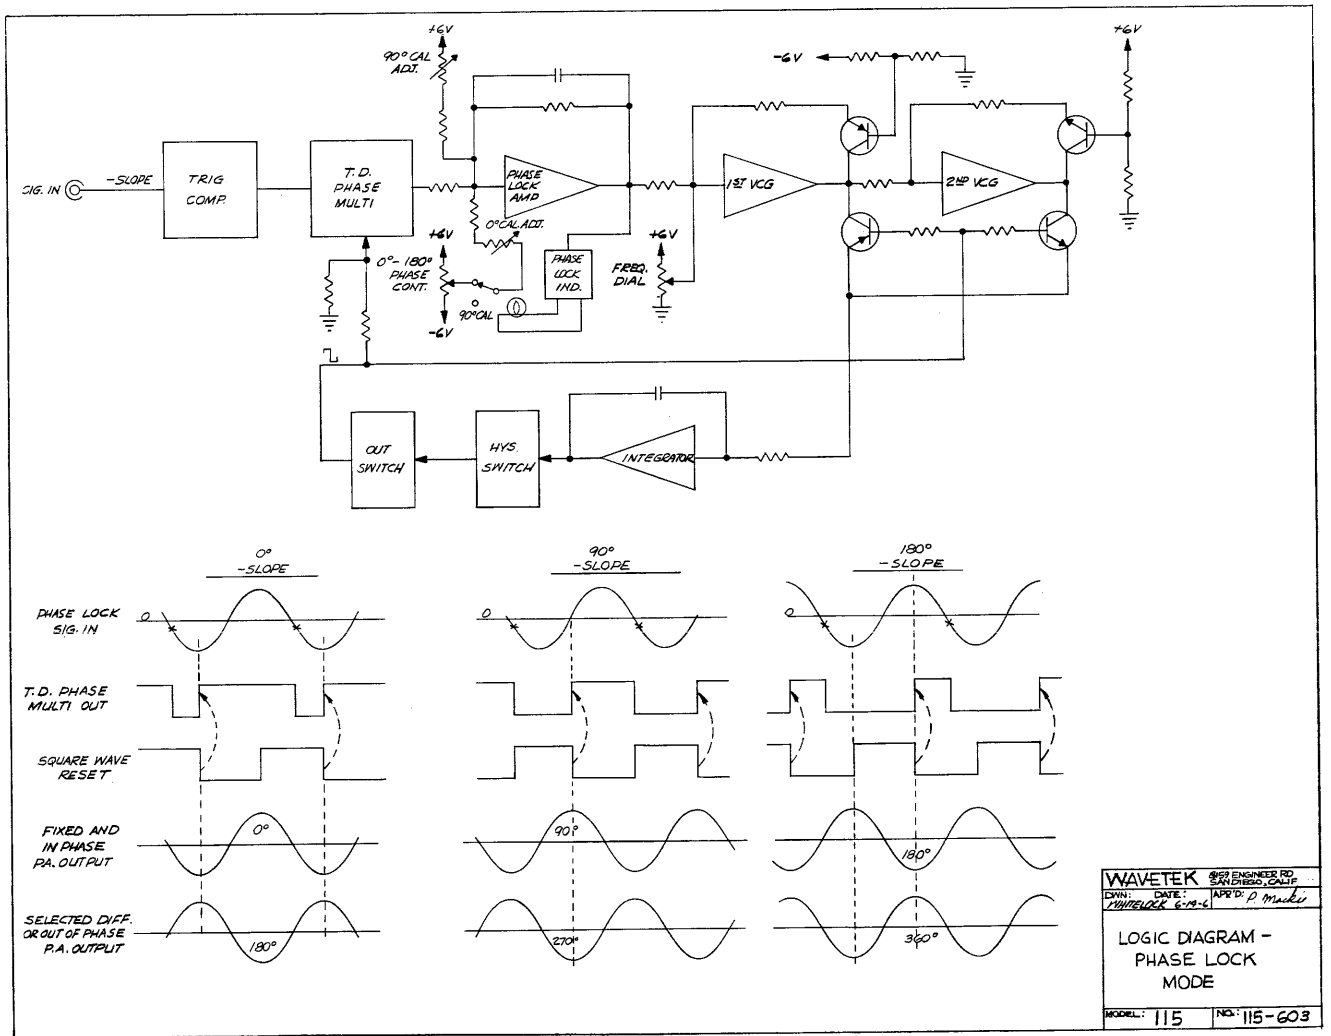 +6V
90° CAL
ADJ.
-6V
+6V
SIG. IN
-SLOPE
TRIG
COMP.
T.D.
PHASE
MULTI
PHASE
LOCK
AMP
1ST VCG
2ND VCG
0° CAL. ADJ.
+6V
0°-180°
PHASE
CONT.
-6V
90° CAL
PHASE
LOCK
IND.
+6V
FREQ.
DIAL
OUT
SWITCH
HYS.
SWITCH
INTEGRATOR
0°
-SLOPE
90°
-SLOPE
180°
-SLOPE
PHASE LOCK
SIG. IN
0
0
0
T.D. PHASE
MULTI OUT
SQUARE WAVE
RESET
FIXED AND
IN PHASE
P.A. OUTPUT
0°
90°
180°
SELECTED DIFF.
OR OUT OF PHASE
P.A. OUTPUT
180°
270°
360°
WAVETEK
ENGINEER RD
SAN DIEGO, CALIF
DWN: WHITELOCK
DATE: 6-14-6
APR'D: P. Mackie
LOGIC DIAGRAM -
PHASE LOCK
MODE
MODEL: 115
NO: 115-603